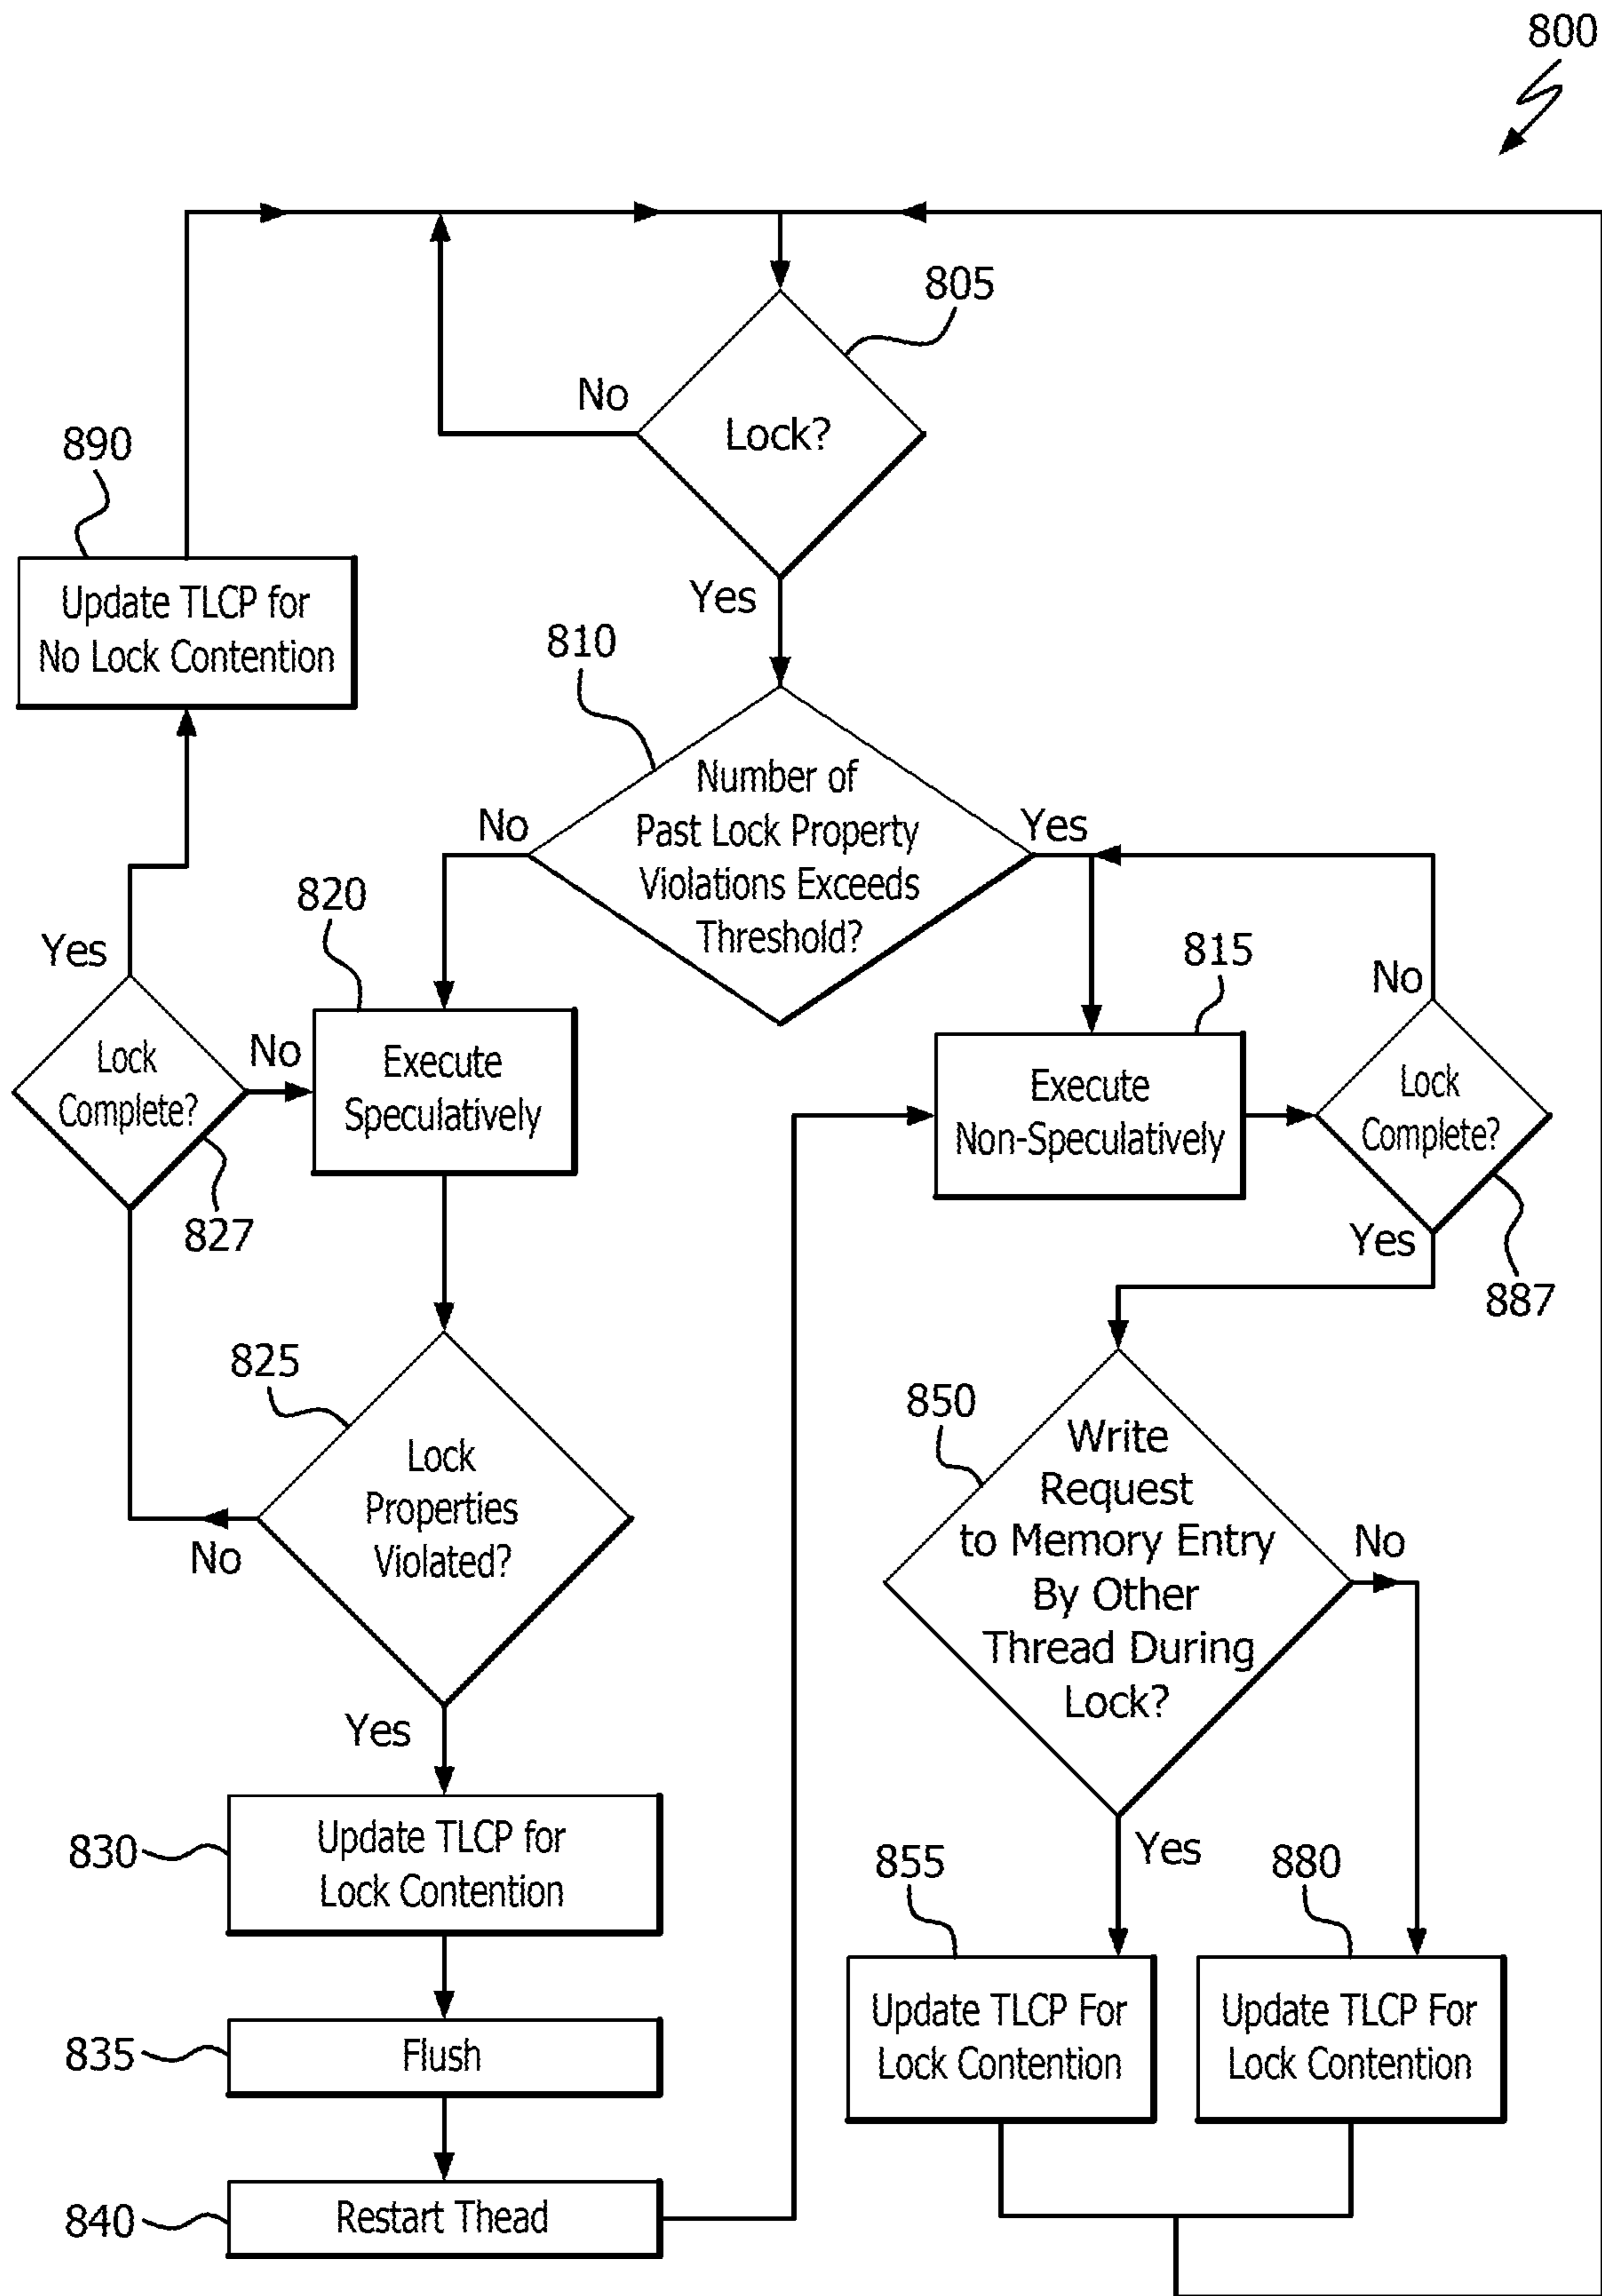 800
805
No
Lock?
890
Yes
Update TLCP for
No Lock Contention
810
Number of
Past Lock Property
Violations Exceeds
Threshold?
No
Yes
820
Yes
815
No
Lock
Complete?
No
Execute
Speculatively
Execute
Non-Speculatively
Lock
Complete?
827
Yes
887
825
Lock
Properties
Violated?
No
850
Write
Request
to Memory Entry
By Other
Thread During
Lock?
No
Yes
830
Update TLCP for
Lock Contention
Yes
855
880
835
Flush
Update TLCP For
Lock Contention
Update TLCP For
Lock Contention
840
Restart Thead